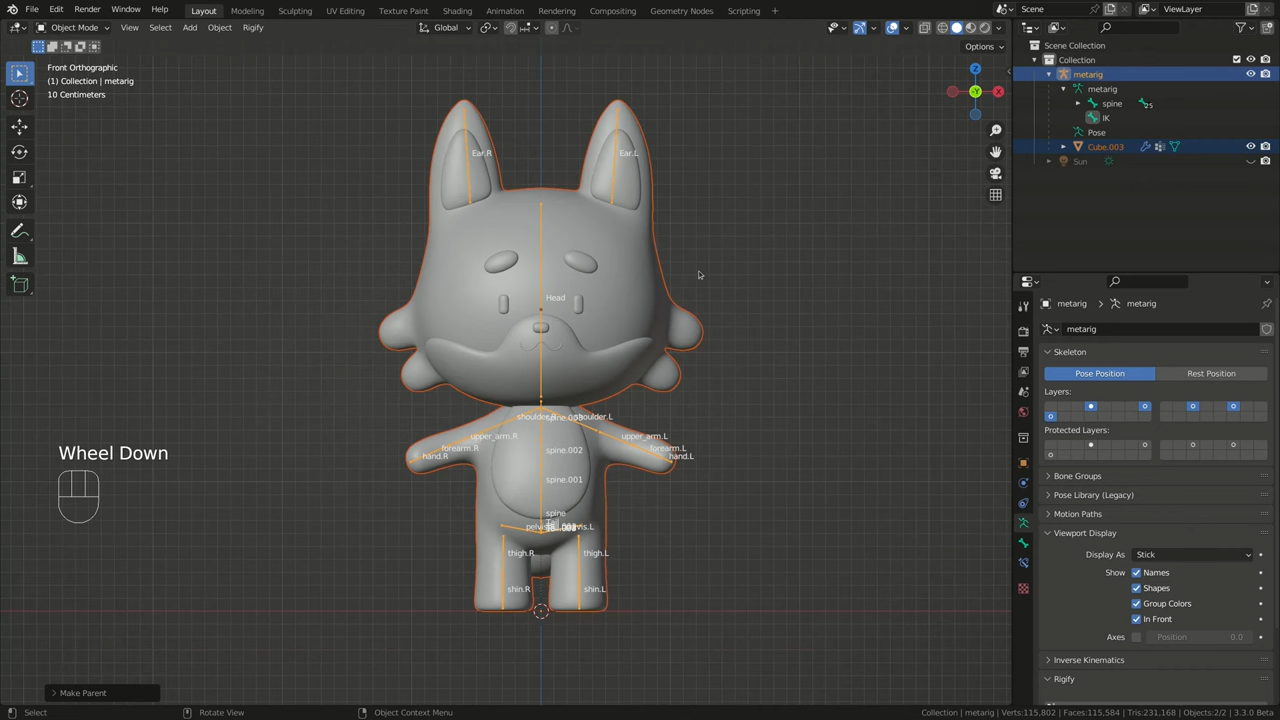 File Edit Render Window Help Layout Modeling Sculpting UV Editing Texture Paint Shading Animation Rendering Compositing Geometry Nodes Scripting + Scene ViewLayer
Object Mode View Select Add Object Rigify Global
Options
Front Orthographic
(1) Collection | metarig
10 Centimeters
Z
Y
X
Ear.R
Ear.L
Head
shoulder.R
shoulder.L
upper_arm.R
upper_arm.L
forearm.R
forearm.L
hand.R
hand.L
spine.002
spine.001
spine
thigh.R
thigh.L
shin.R
shin.L
Wheel Down
Make Parent
Scene Collection
Collection
metarig
metarig
spine
25
IK
Pose
Cube.003
Sun
metarig
metarig
metarig
Skeleton
Pose Position Rest Position
Layers:
Protected Layers:
Bone Groups
Pose Library (Legacy)
Motion Paths
Viewport Display
Display As Stick
Show Names
Shapes
Group Colors
In Front
Axes Position 0.0
Inverse Kinematics
Rigify
Select Rotate View Object Context Menu Collection | metarig | Verts:115,802 | Faces:115,584 | Tris:231,168 | Objects:2/2 | 3.3.0 Beta